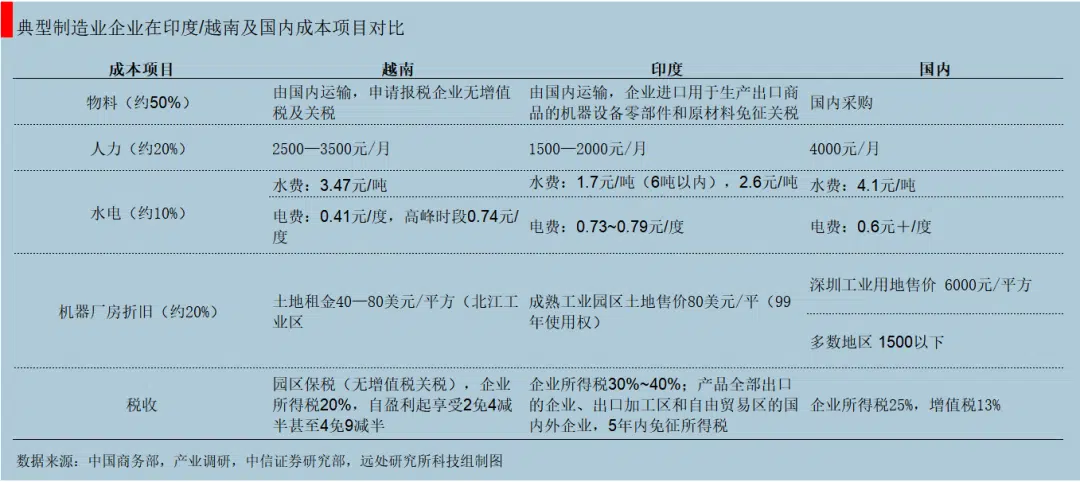 典型制造业企业在印度/越南及国内成本项目对比
成本项目 越南 印度 国内
物料（约50%）
由国内运输，申请报税企业无增值
税及关税
由国内运输，企业进口用于生产出口商
品的机器设备零部件和原材料免征关税
国内采购
人力（约20%） 2500—3500元/月 1500—2000元/月 4000元/月
水电（约10%）
水费：3.47元/吨
水费：1.7元/吨（6吨以内），2.6元/吨
水费：4.1元/吨
电费：0.41元/度，高峰时段0.74元/
度
电费：0.73~0.79元/度
电费：0.6元＋/度
机器厂房折旧（约20%）
土地租金40—80美元/平方（北江工
业区
成熟工业园区土地售价80美元/平（99
年使用权）
深圳工业用地售价 6000元/平方
多数地区 1500以下
税收
园区保税（无增值税关税），企业
所得税20%，自盈利起享受2免4减
半甚至4免9减半
企业所得税30%~40%；产品全部出口
的企业、出口加工区和自由贸易区的国
内外企业，5年内免征所得税
企业所得税25%，增值税13%
数据来源：中国商务部，产业调研，中信证券研究部，远处研究所科技组制图